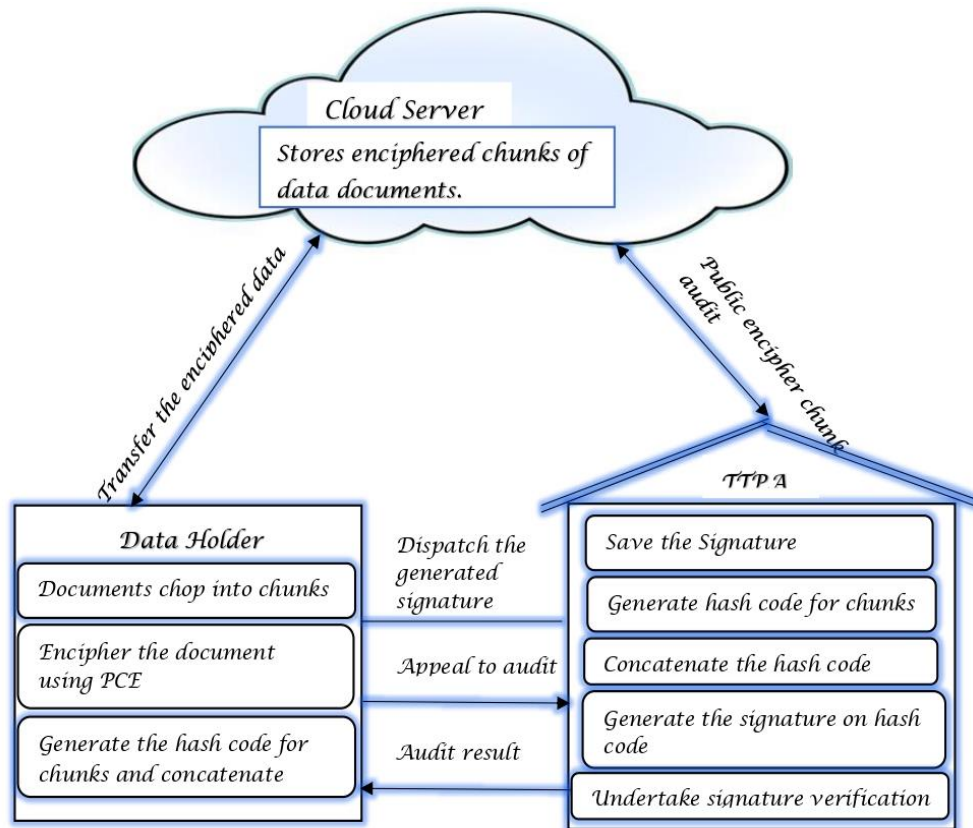 Cloud Server
Stores enciphered chunks of
data documents.
Transfer the enciphered data
Public encipher chunk
audit
Data Holder
Documents chop into chunks
Encipher the document
using PCE
Generate the hash code for
chunks and concatenate
Dispatch the
generated
signature
Appeal to audit
Audit result
TTPA
Save the Signature
Generate hash code for chunks
Concatenate the hash code
Generate the signature on hash
code
Undertake signature verification